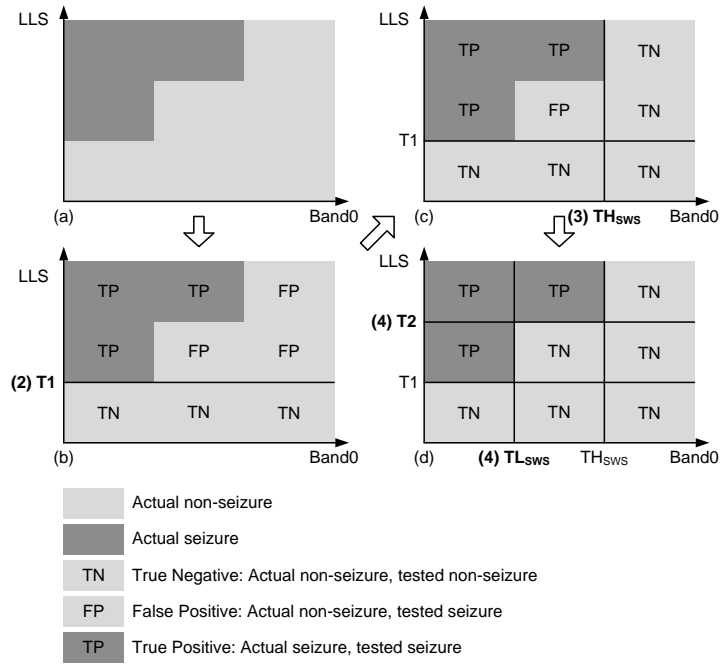 LLS
(a)
Band0
LLS
TP
TP
TN
TP
FP
TN
T1
TN
TN
TN
(c)
(3) THSWS
Band0
LLS
TP
TP
FP
TP
FP
FP
(2) T1
TN
TN
TN
(b)
Band0
LLS
TP
TP
TN
(4) T2
TP
TN
TN
T1
TN
TN
TN
(d)
(4) TLSWS
THSWS
Band0
Actual non-seizure
Actual seizure
TN
True Negative: Actual non-seizure, tested non-seizure
FP
False Positive: Actual non-seizure, tested seizure
TP
True Positive: Actual seizure, tested seizure